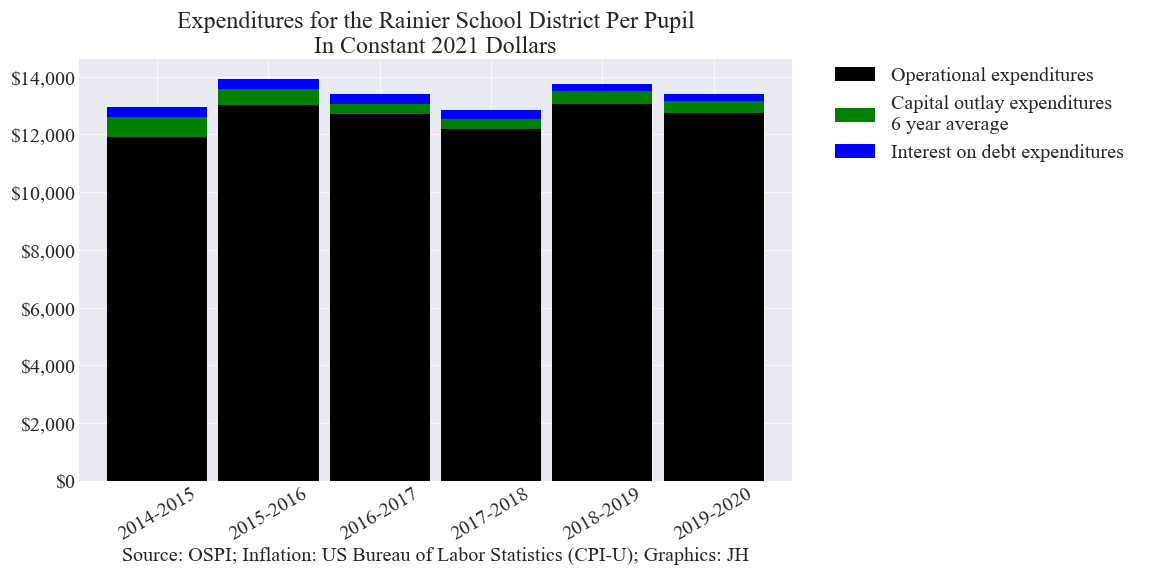 Expenditures for the Rainier School District Per Pupil
In Constant 2021 Dollars
$14,000
$12,000
$10,000
$8,000
$6,000
$4,000
$2,000
$0
2014-2015
2015-2016
2016-2017
2017-2018
2018-2019
2019-2020
Source: OSPI; Inflation: US Bureau of Labor Statistics (CPI-U); Graphics: JH
Operational expenditures
Capital outlay expenditures
6 year average
Interest on debt expenditures